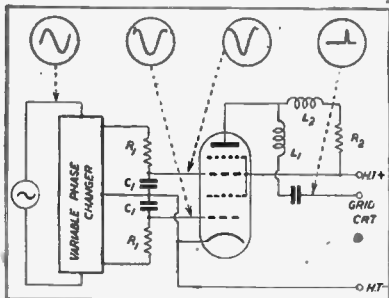 VARIABLE PHASE CHANGER
R1
C1
C1
R1
L2
L1
R2
H.T+
GRID
CRT
H.T